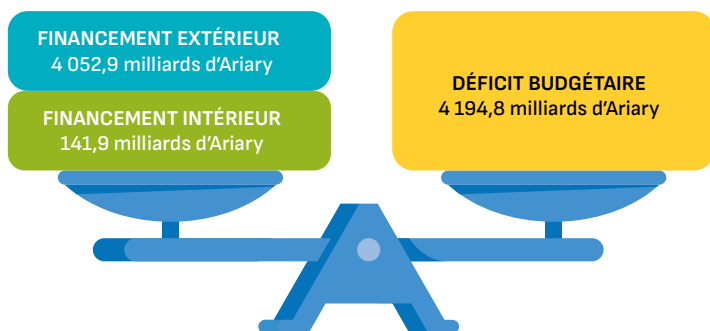 FINANCEMENT EXTÉRIEUR
4 052,9 milliards d'Ariary
FINANCEMENT INTÉRIEUR
141,9 milliards d'Ariary
DÉFICIT BUDGÉTAIRE
4 194,8 milliards d'Ariary